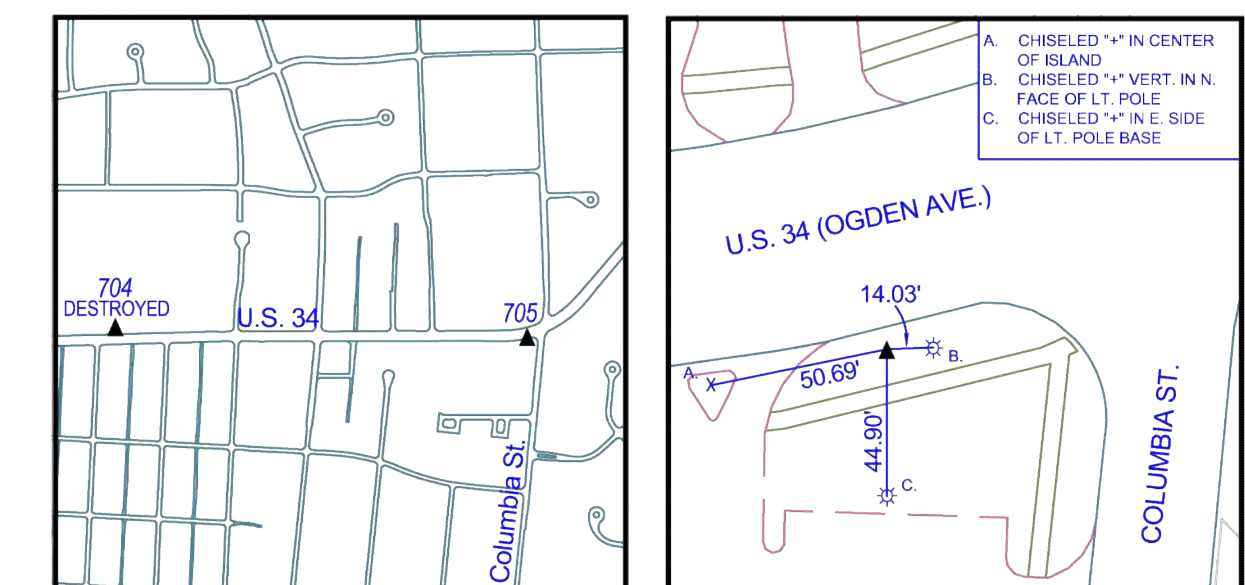 704
DESTROYED
U.S. 34
705
Columbia St.
A. CHISELED "+" IN CENTER
OF ISLAND
B. CHISELED "+" VERT. IN N.
FACE OF LT. POLE
C. CHISELED "+" IN E. SIDE
OF LT. POLE BASE
U.S. 34 (OGDEN AVE.)
14.03'
A.
X
50.69'
B.
44.90'
C.
COLUMBIA ST.